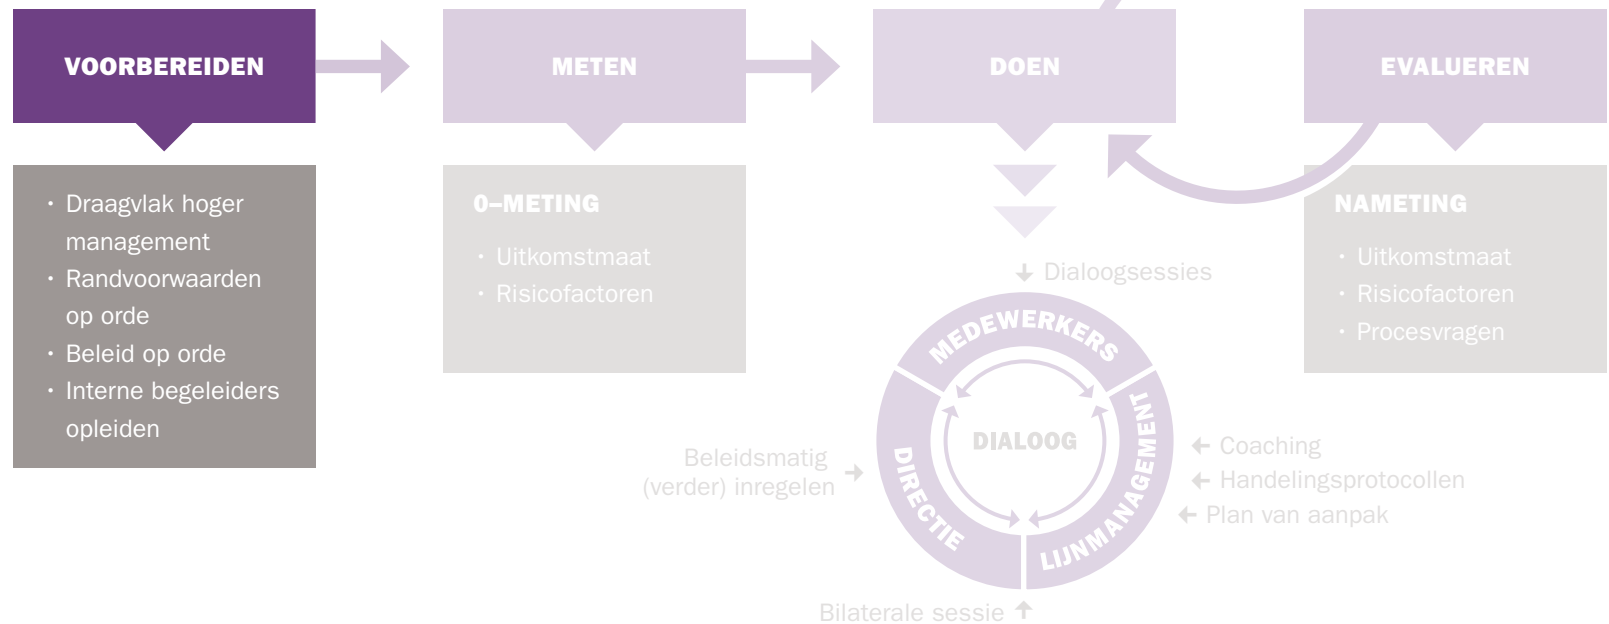 VOORBEREIDEN
METEN
DOEN
EVALUEREN
· Draagvlak hoger
management
· Randvoorwaarden
op orde
· Beleid op orde
· Interne begeleiders
opleiden
0–METING
· Uitkomstmaat
· Risicofactoren
NAMETING
· Uitkomstmaat
· Risicofactoren
· Procesvragen
Dialoogsessies
MEDEWERKERS
DIALOOG
DIRECTIE
LIJNMANAGEMENT
Beleidsmatig
(verder) inregelen
Coaching
Handelingsprotocollen
Plan van aanpak
Bilaterale sessie